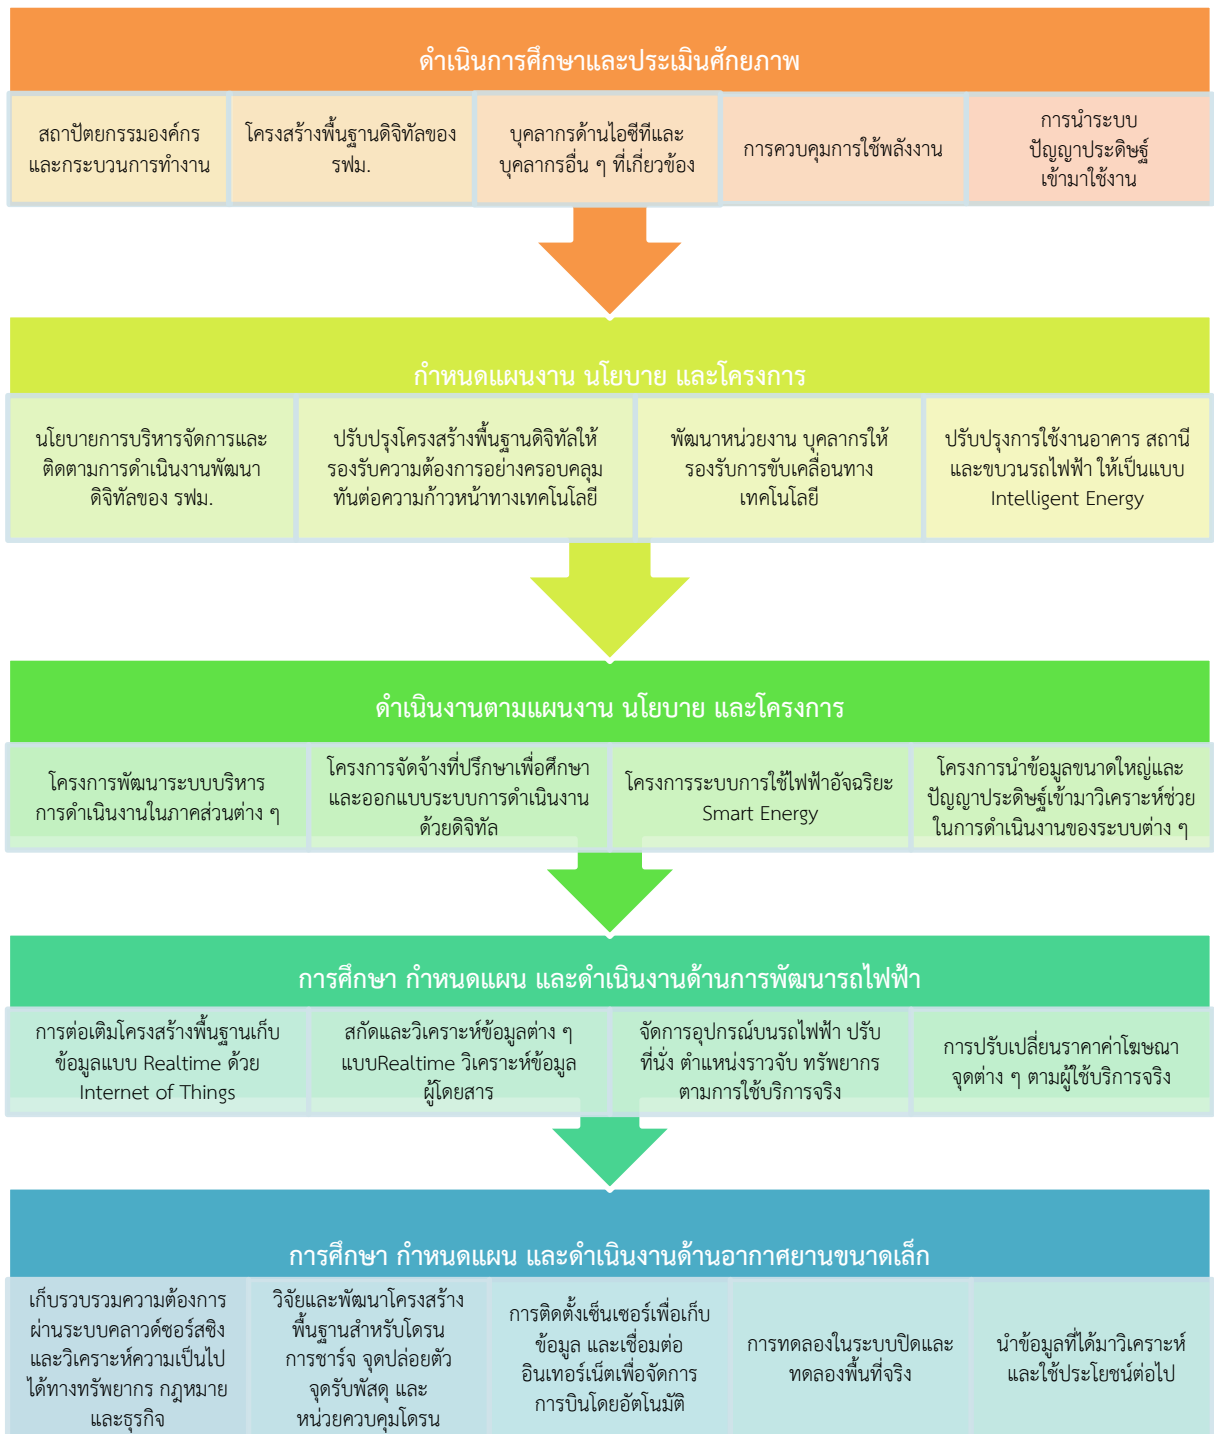 ดำเนินการศึกษาและประเมินศักยภาพ
สถาปัตยกรรมองค์กร
และกระบวนการทำงาน
โครงสร้างพื้นฐานดิจิทัลของ
รฟม.
บุคลากรด้านไอซีทีและ
บุคลากรอื่น ๆ ที่เกี่ยวข้อง
การควบคุมการใช้พลังงาน
การนำระบบ
ปัญญาประดิษฐ์
เข้ามาใช้งาน
กำหนดแผนงาน นโยบาย และโครงการ
นโยบายการบริหารจัดการและ
ติดตามการดำเนินงานพัฒนา
ดิจิทัลของ รฟม.
ปรับปรุงโครงสร้างพื้นฐานดิจิทัลให้
รองรับความต้องการอย่างครอบคลุม
ทันต่อความก้าวหน้าทางเทคโนโลยี
พัฒนาหน่วยงาน บุคลากรให้
รองรับการขับเคลื่อนทาง
เทคโนโลยี
ปรับปรุงการใช้งานอาคาร สถานี
และขบวนรถไฟฟ้า ให้เป็นแบบ
Intelligent Energy
ดำเนินงานตามแผนงาน นโยบาย และโครงการ
โครงการพัฒนาระบบบริหาร
การดำเนินงานในภาคส่วนต่าง ๆ
โครงการจัดจ้างที่ปรึกษาเพื่อศึกษา
และออกแบบระบบการดำเนินงาน
ด้วยดิจิทัล
โครงการระบบการใช้ไฟฟ้าอัจฉริยะ
Smart Energy
โครงการนำข้อมูลขนาดใหญ่และ
ปัญญาประดิษฐ์เข้ามาวิเคราะห์ช่วย
ในการดำเนินงานของระบบต่าง ๆ
การศึกษา กำหนดแผน และดำเนินงานด้านการพัฒนารถไฟฟ้า
การต่อเติมโครงสร้างพื้นฐานเก็บ
ข้อมูลแบบ Realtime ด้วย
Internet of Things
สกัดและวิเคราะห์ข้อมูลต่าง ๆ
แบบRealtime วิเคราะห์ข้อมูล
ผู้โดยสาร
จัดการอุปกรณ์บนรถไฟฟ้า ปรับ
ที่นั่ง ตำแหน่งราวจับ ทรัพยากร
ตามการใช้บริการจริง
การปรับเปลี่ยนราคาค่าโฆษณา
จุดต่าง ๆ ตามผู้ใช้บริการจริง
การศึกษา กำหนดแผน และดำเนินงานด้านอากาศยานขนาดเล็ก
เก็บรวบรวมความต้องการ
ผ่านระบบคลาวด์ซอร์สซิง
และวิเคราะห์ความเป็นไป
ได้ทางทรัพยากร กฎหมาย
และธุรกิจ
วิจัยและพัฒนาโครงสร้าง
พื้นฐานสำหรับโดรน
การชาร์จ จุดปล่อยตัว
จุดรับพัสดุ และ
หน่วยควบคุมโดรน
การติดตั้งเซ็นเซอร์เพื่อเก็บ
ข้อมูล และเชื่อมต่อ
อินเทอร์เน็ตเพื่อจัดการ
การบินโดยอัตโนมัติ
การทดลองในระบบปิดและ
ทดลองพื้นที่จริง
นำข้อมูลที่ได้มาวิเคราะห์
และใช้ประโยชน์ต่อไป